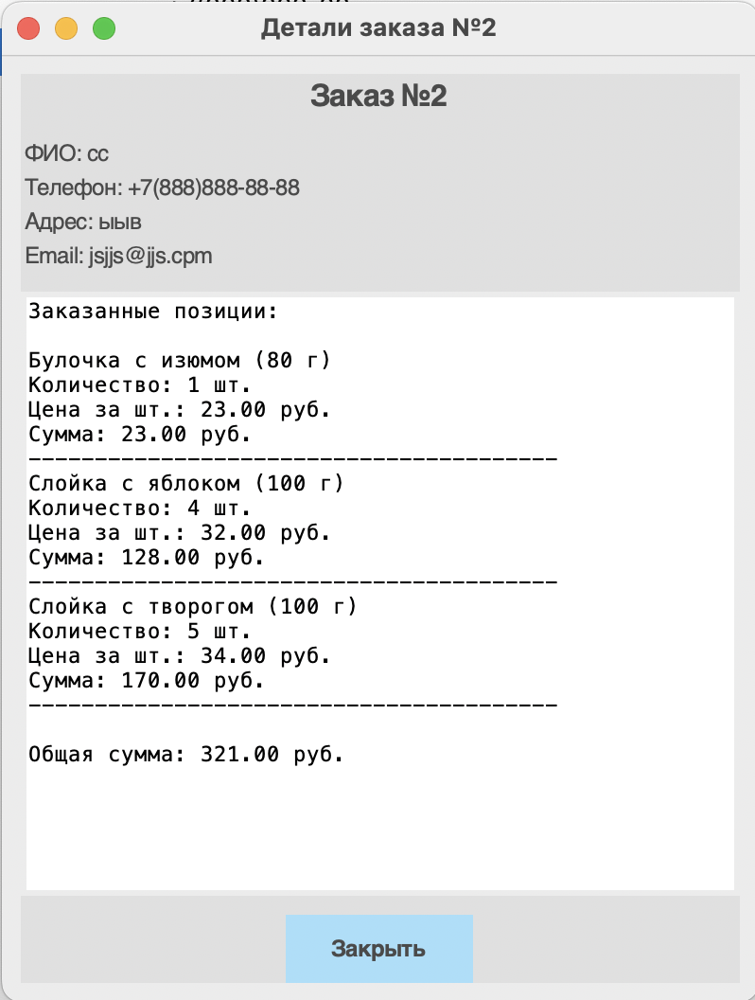 Детали заказа №2
Заказ №2
ФИО: сс
Телефон: +7(888)888-88-88
Адрес: ыыв
Email: jsjjs@jjs.cpm
Заказанные позиции:
Булочка с изюмом (80 г)
Количество: 1 шт.
Цена за шт.: 23.00 руб.
Сумма: 23.00 руб.
----------------------------------------
Слойка с яблоком (100 г)
Количество: 4 шт.
Цена за шт.: 32.00 руб.
Сумма: 128.00 руб.
----------------------------------------
Слойка с творогом (100 г)
Количество: 5 шт.
Цена за шт.: 34.00 руб.
Сумма: 170.00 руб.
----------------------------------------
Общая сумма: 321.00 руб.
Закрыть